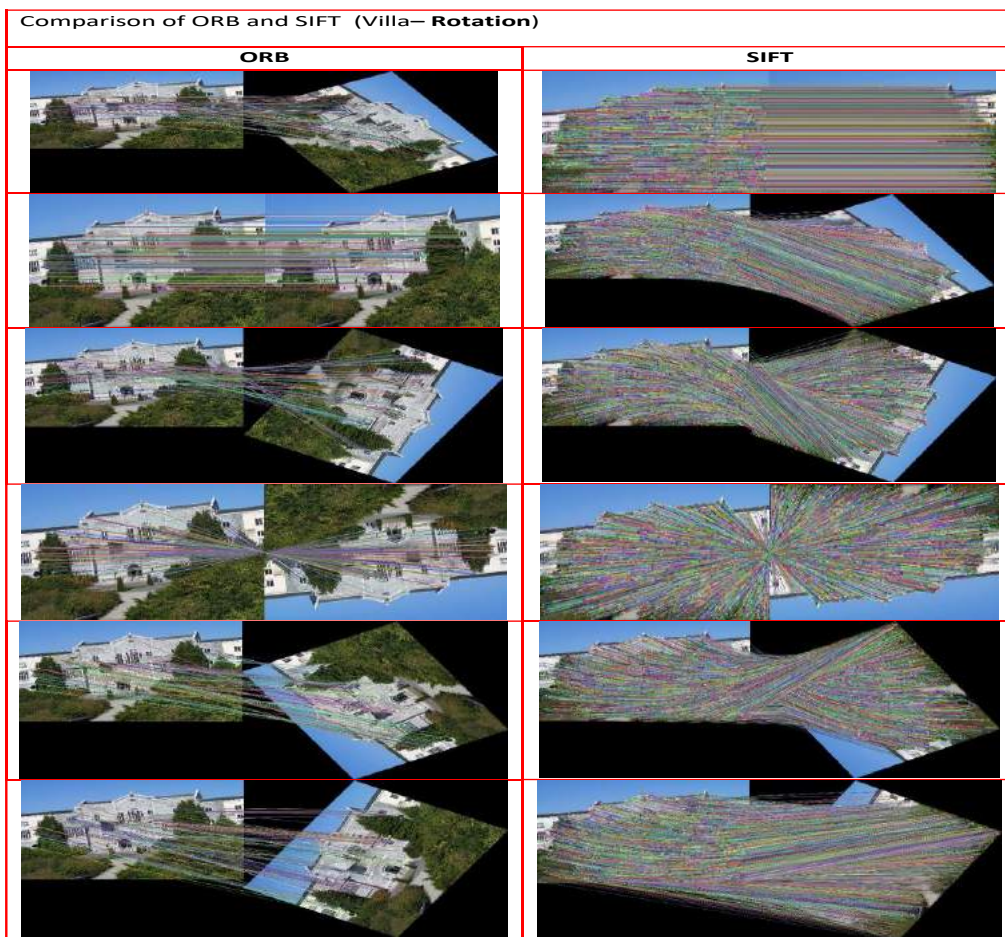 Comparison of ORB and SIFT (Villa– Rotation)
ORB
SIFT